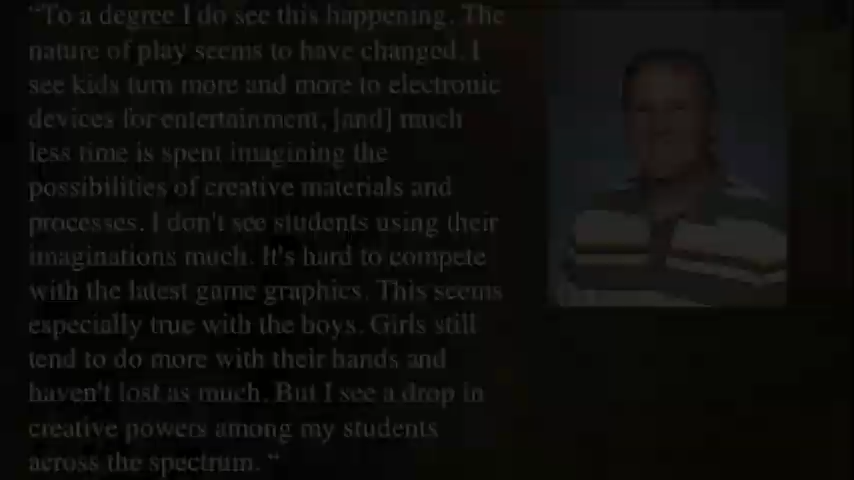 “To a degree I do see this happening. The
nature of play seems to have changed. I
see kids turn more and more to electronic
devices for entertainment, [and] much
less time is spent imagining the
possibilities of creative materials and
processes. I don't see students using their
imaginations much. It's hard to compete
with the latest game graphics. This seems
especially true with the boys. Girls still
tend to do more with their hands and
haven't lost as much. But I see a drop in
creative powers among my students
across the spectrum. “